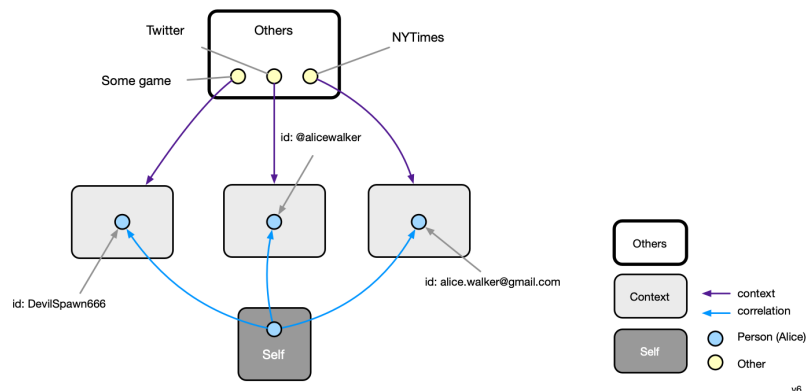 Twitter
Others
NYTimes
Some game
id: @alicewalker
id: DevilSpawn666
id: alice.walker@gmail.com
Self
Others
Context
context
correlation
Self
Person (Alice)
Other
v6